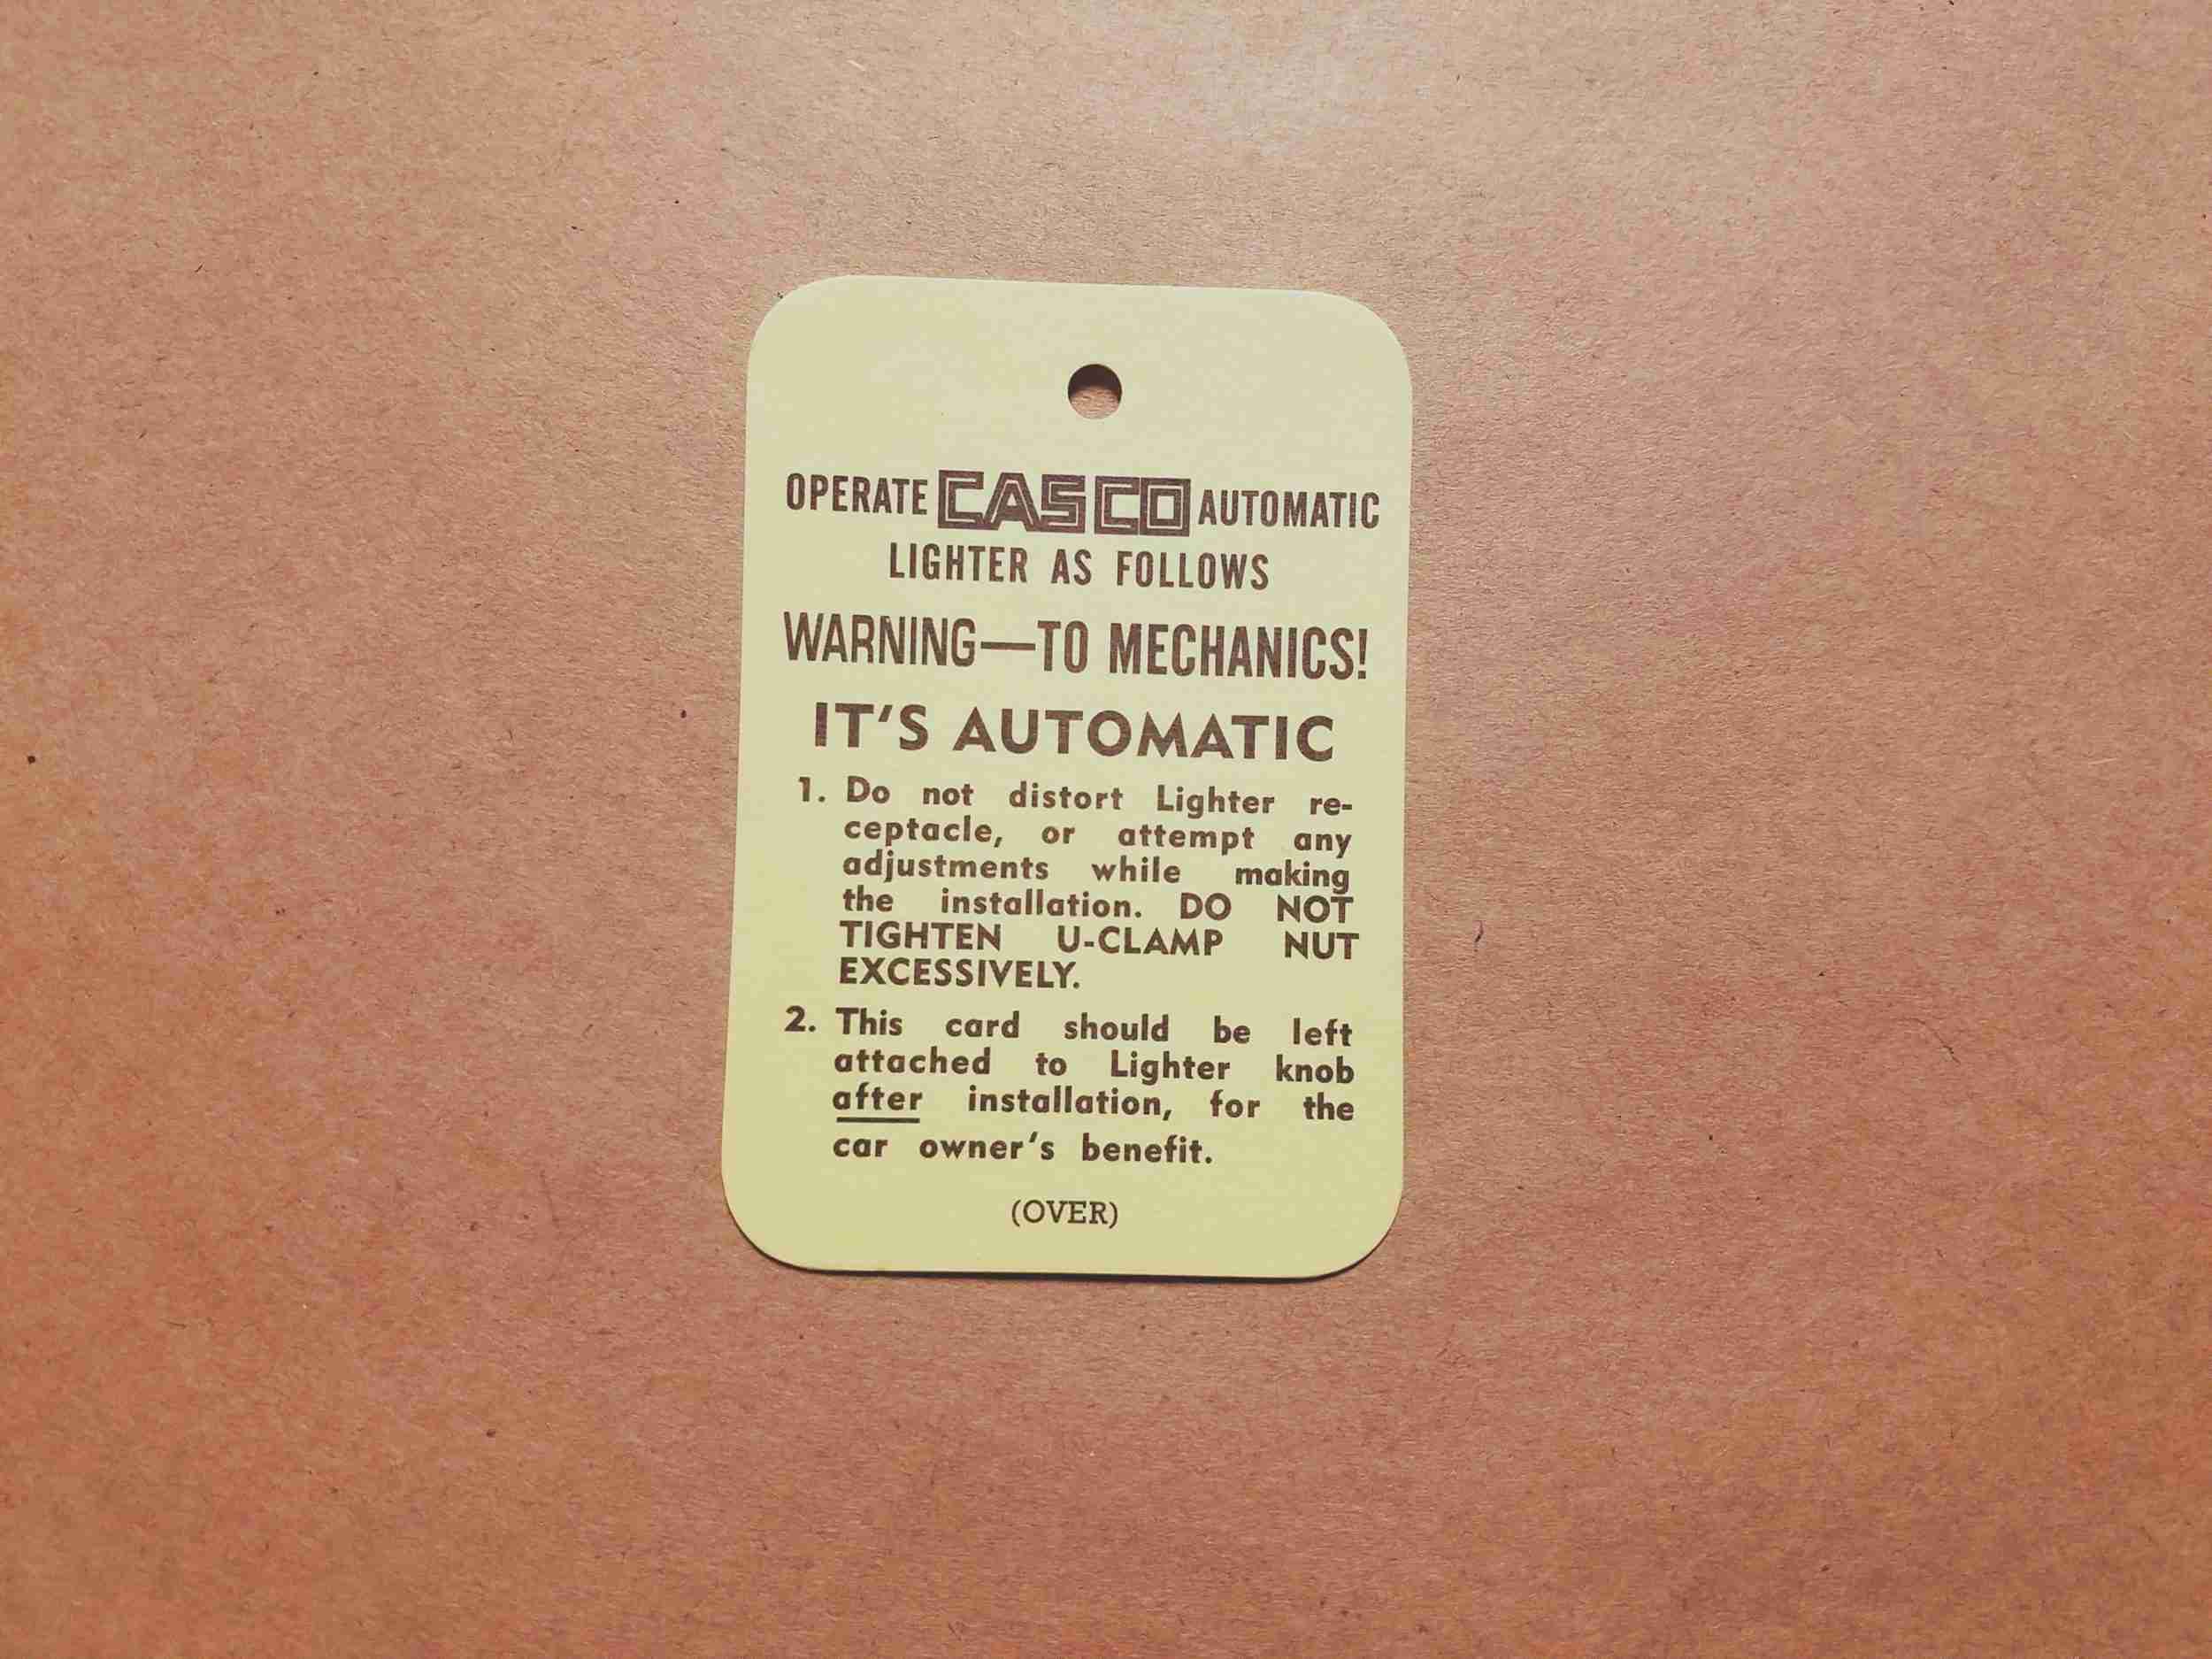 OPERATE CASCO AUTOMATIC
LIGHTER AS FOLLOWS
WARNING—TO MECHANICS!
IT'S AUTOMATIC
1. Do not distort Lighter re-
ceptacle, or attempt any
adjustments while making
the installation. DO NOT
TIGHTEN U-CLAMP NUT
EXCESSIVELY.
2. This card should be left
attached to Lighter knob
after installation, for the
car owner's benefit.
(OVER)